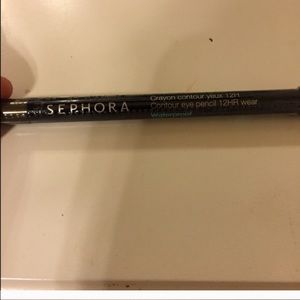 SEPHORA
Crayon contour yeux 12H
Contour eye pencil 12HR wear
Waterproof